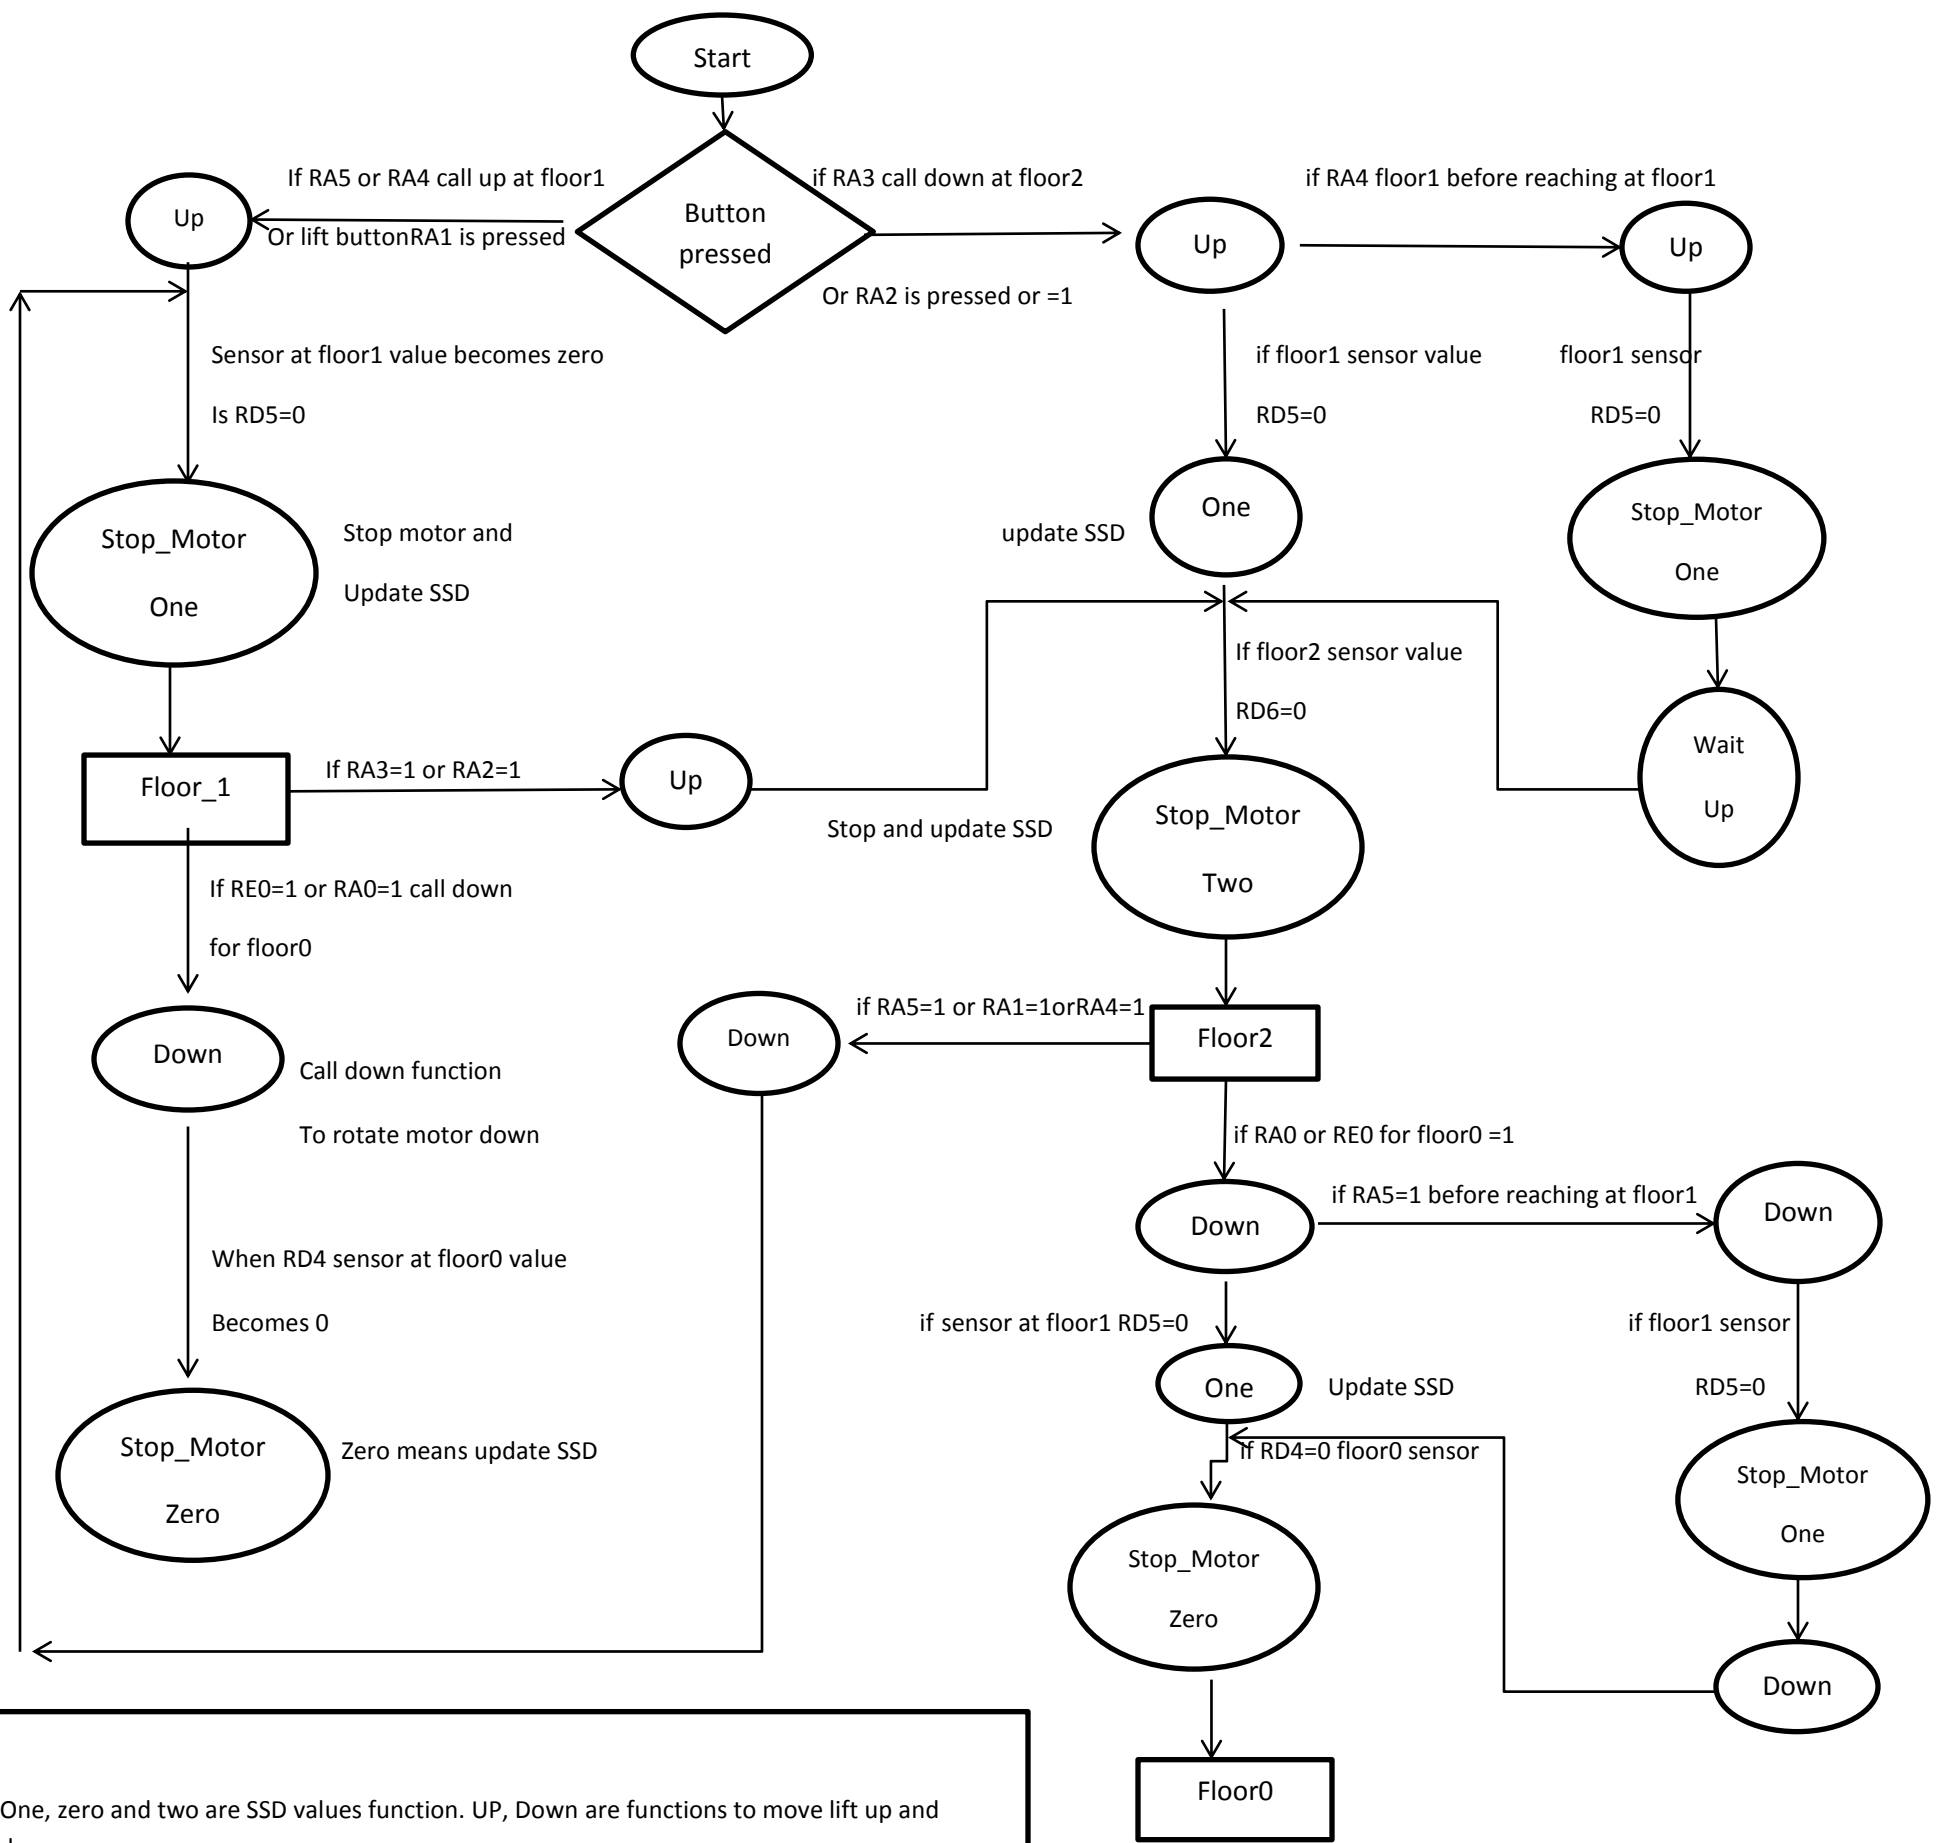 Start
If RA5 or RA4 call up at floor1
if RA3 call down at floor2
if RA4 floor1 before reaching at floor1
Up
Or lift buttonRA1 is pressed
Button
pressed
Up
Up
Or RA2 is pressed or =1
Sensor at floor1 value becomes zero
Is RD5=0
if floor1 sensor value
RD5=0
floor1 sensor
RD5=0
Stop_Motor
One
Stop motor and
Update SSD
update SSD
One
Stop_Motor
One
If floor2 sensor value
RD6=0
Wait
Up
Floor_1
If RA3=1 or RA2=1
Up
Stop and update SSD
Stop_Motor
Two
If RE0=1 or RA0=1 call down
for floor0
Down
Call down function
To rotate motor down
Down
if RA5=1 or RA1=1orRA4=1
Floor2
if RA0 or RE0 for floor0 =1
Down
if RA5=1 before reaching at floor1
Down
When RD4 sensor at floor0 value
Becomes 0
if sensor at floor1 RD5=0
One
Update SSD
if floor1 sensor
RD5=0
Stop_Motor
Zero
Zero means update SSD
if RD4=0 floor0 sensor
Stop_Motor
One
Stop_Motor
Zero
Down
Floor0
One, zero and two are SSD values function. UP, Down are functions to move lift up and